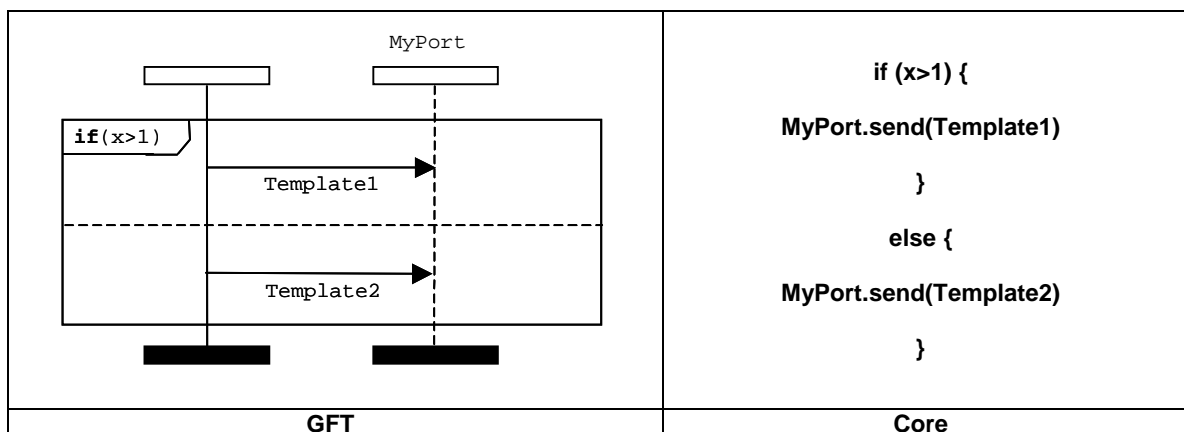 MyPort
if(x>1)
Template1
Template2
GFT
if (x>1) {
MyPort.send(Template1)
}
else {
MyPort.send(Template2)
}
Core